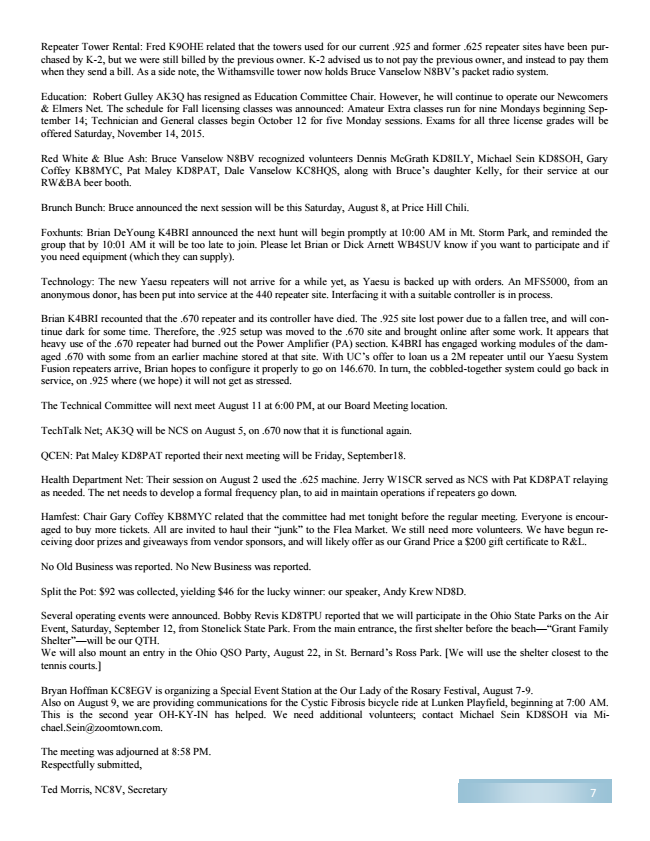 Repeater Tower Rental: Fred K9OHE related that the towers used for our current .925 and former .625 repeater sites have been pur-
chased by K-2, but we were still billed by the previous owner. K-2 advised us to not pay the previous owner, and instead to pay them
when they send a bill. As a side note, the Withamsville tower now holds Bruce Vanselow N8BV's packet radio system.
Education:  Robert Gulley AK3Q has resigned as Education Committee Chair. However, he will continue to operate our Newcomers
& Elmers Net. The schedule for Fall licensing classes was announced: Amateur Extra classes run for nine Mondays beginning Sep-
tember 14; Technician and General classes begin October 12 for five Monday sessions. Exams for all three license grades will be
offered Saturday, November 14, 2015.
Red White & Blue Ash: Bruce Vanselow N8BV recognized volunteers Dennis McGrath KD8ILY, Michael Sein KD8SOH, Gary
Coffey KB8MYC, Pat Maley KD8PAT, Dale Vanselow KC8HQS, along with Bruce's daughter Kelly, for their service at our
RW&BA beer booth.
Brunch Bunch: Bruce announced the next session will be this Saturday, August 8, at Price Hill Chili.
Foxhunts: Brian DeYoung K4BRI announced the next hunt will begin promptly at 10:00 AM in Mt. Storm Park, and reminded the
group that by 10:01 AM it will be too late to join. Please let Brian or Dick Arnett WB4SUV know if you want to participate and if
you need equipment (which they can supply).
Technology: The new Yaesu repeaters will not arrive for a while yet, as Yaesu is backed up with orders. An MFS5000, from an
anonymous donor, has been put into service at the 440 repeater site. Interfacing it with a suitable controller is in process.
Brian K4BRI recounted that the .670 repeater and its controller have died. The .925 site lost power due to a fallen tree, and will con-
tinue dark for some time. Therefore, the .925 setup was moved to the .670 site and brought online after some work. It appears that
heavy use of the .670 repeater had burned out the Power Amplifier (PA) section. K4BRI has engaged working modules of the dam-
aged .670 with some from an earlier machine stored at that site. With UC's offer to loan us a 2M repeater until our Yaesu System
Fusion repeaters arrive, Brian hopes to configure it properly to go on 146.670. In turn, the cobbled-together system could go back in
service, on .925 where (we hope) it will not get as stressed.
The Technical Committee will next meet August 11 at 6:00 PM, at our Board Meeting location.
TechTalk Net; AK3Q will be NCS on August 5, on .670 now that it is functional again.
QCEN: Pat Maley KD8PAT reported their next meeting will be Friday, September18.
Health Department Net: Their session on August 2 used the .625 machine. Jerry W1SCR served as NCS with Pat KD8PAT relaying
as needed. The net needs to develop a formal frequency plan, to aid in maintain operations if repeaters go down.
Hamfest: Chair Gary Coffey KB8MYC related that the committee had met tonight before the regular meeting. Everyone is encour-
aged to buy more tickets. All are invited to haul their "junk" to the Flea Market. We still need more volunteers. We have begun re-
ceiving door prizes and giveaways from vendor sponsors, and will likely offer as our Grand Price a $200 gift certificate to R&L.
No Old Business was reported. No New Business was reported.
Split the Pot: $92 was collected, yielding $46 for the lucky winner: our speaker, Andy Krew ND8D.
Several operating events were announced. Bobby Revis KD8TPU reported that we will participate in the Ohio State Parks on the Air
Event, Saturday, September 12, from Stonelick State Park. From the main entrance, the first shelter before the beach—"Grant Family
Shelter"—will be our QTH.
We will also mount an entry in the Ohio QSO Party, August 22, in St. Bernard's Ross Park. [We will use the shelter closest to the
tennis courts.]
Bryan Hoffman KC8EGV is organizing a Special Event Station at the Our Lady of the Rosary Festival, August 7-9.
Also on August 9, we are providing communications for the Cystic Fibrosis bicycle ride at Lunken Playfield, beginning at 7:00 AM.
This is the second year OH-KY-IN has helped. We need additional volunteers; contact Michael Sein KD8SOH via Mi-
chael.Sein@zoomtown.com.
The meeting was adjourned at 8:58 PM.
Respectfully submitted,
Ted Morris, NC8V, Secretary
7